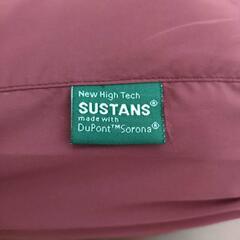 New High Tech
SUSTANS®
made with
DuPont™Sorona®